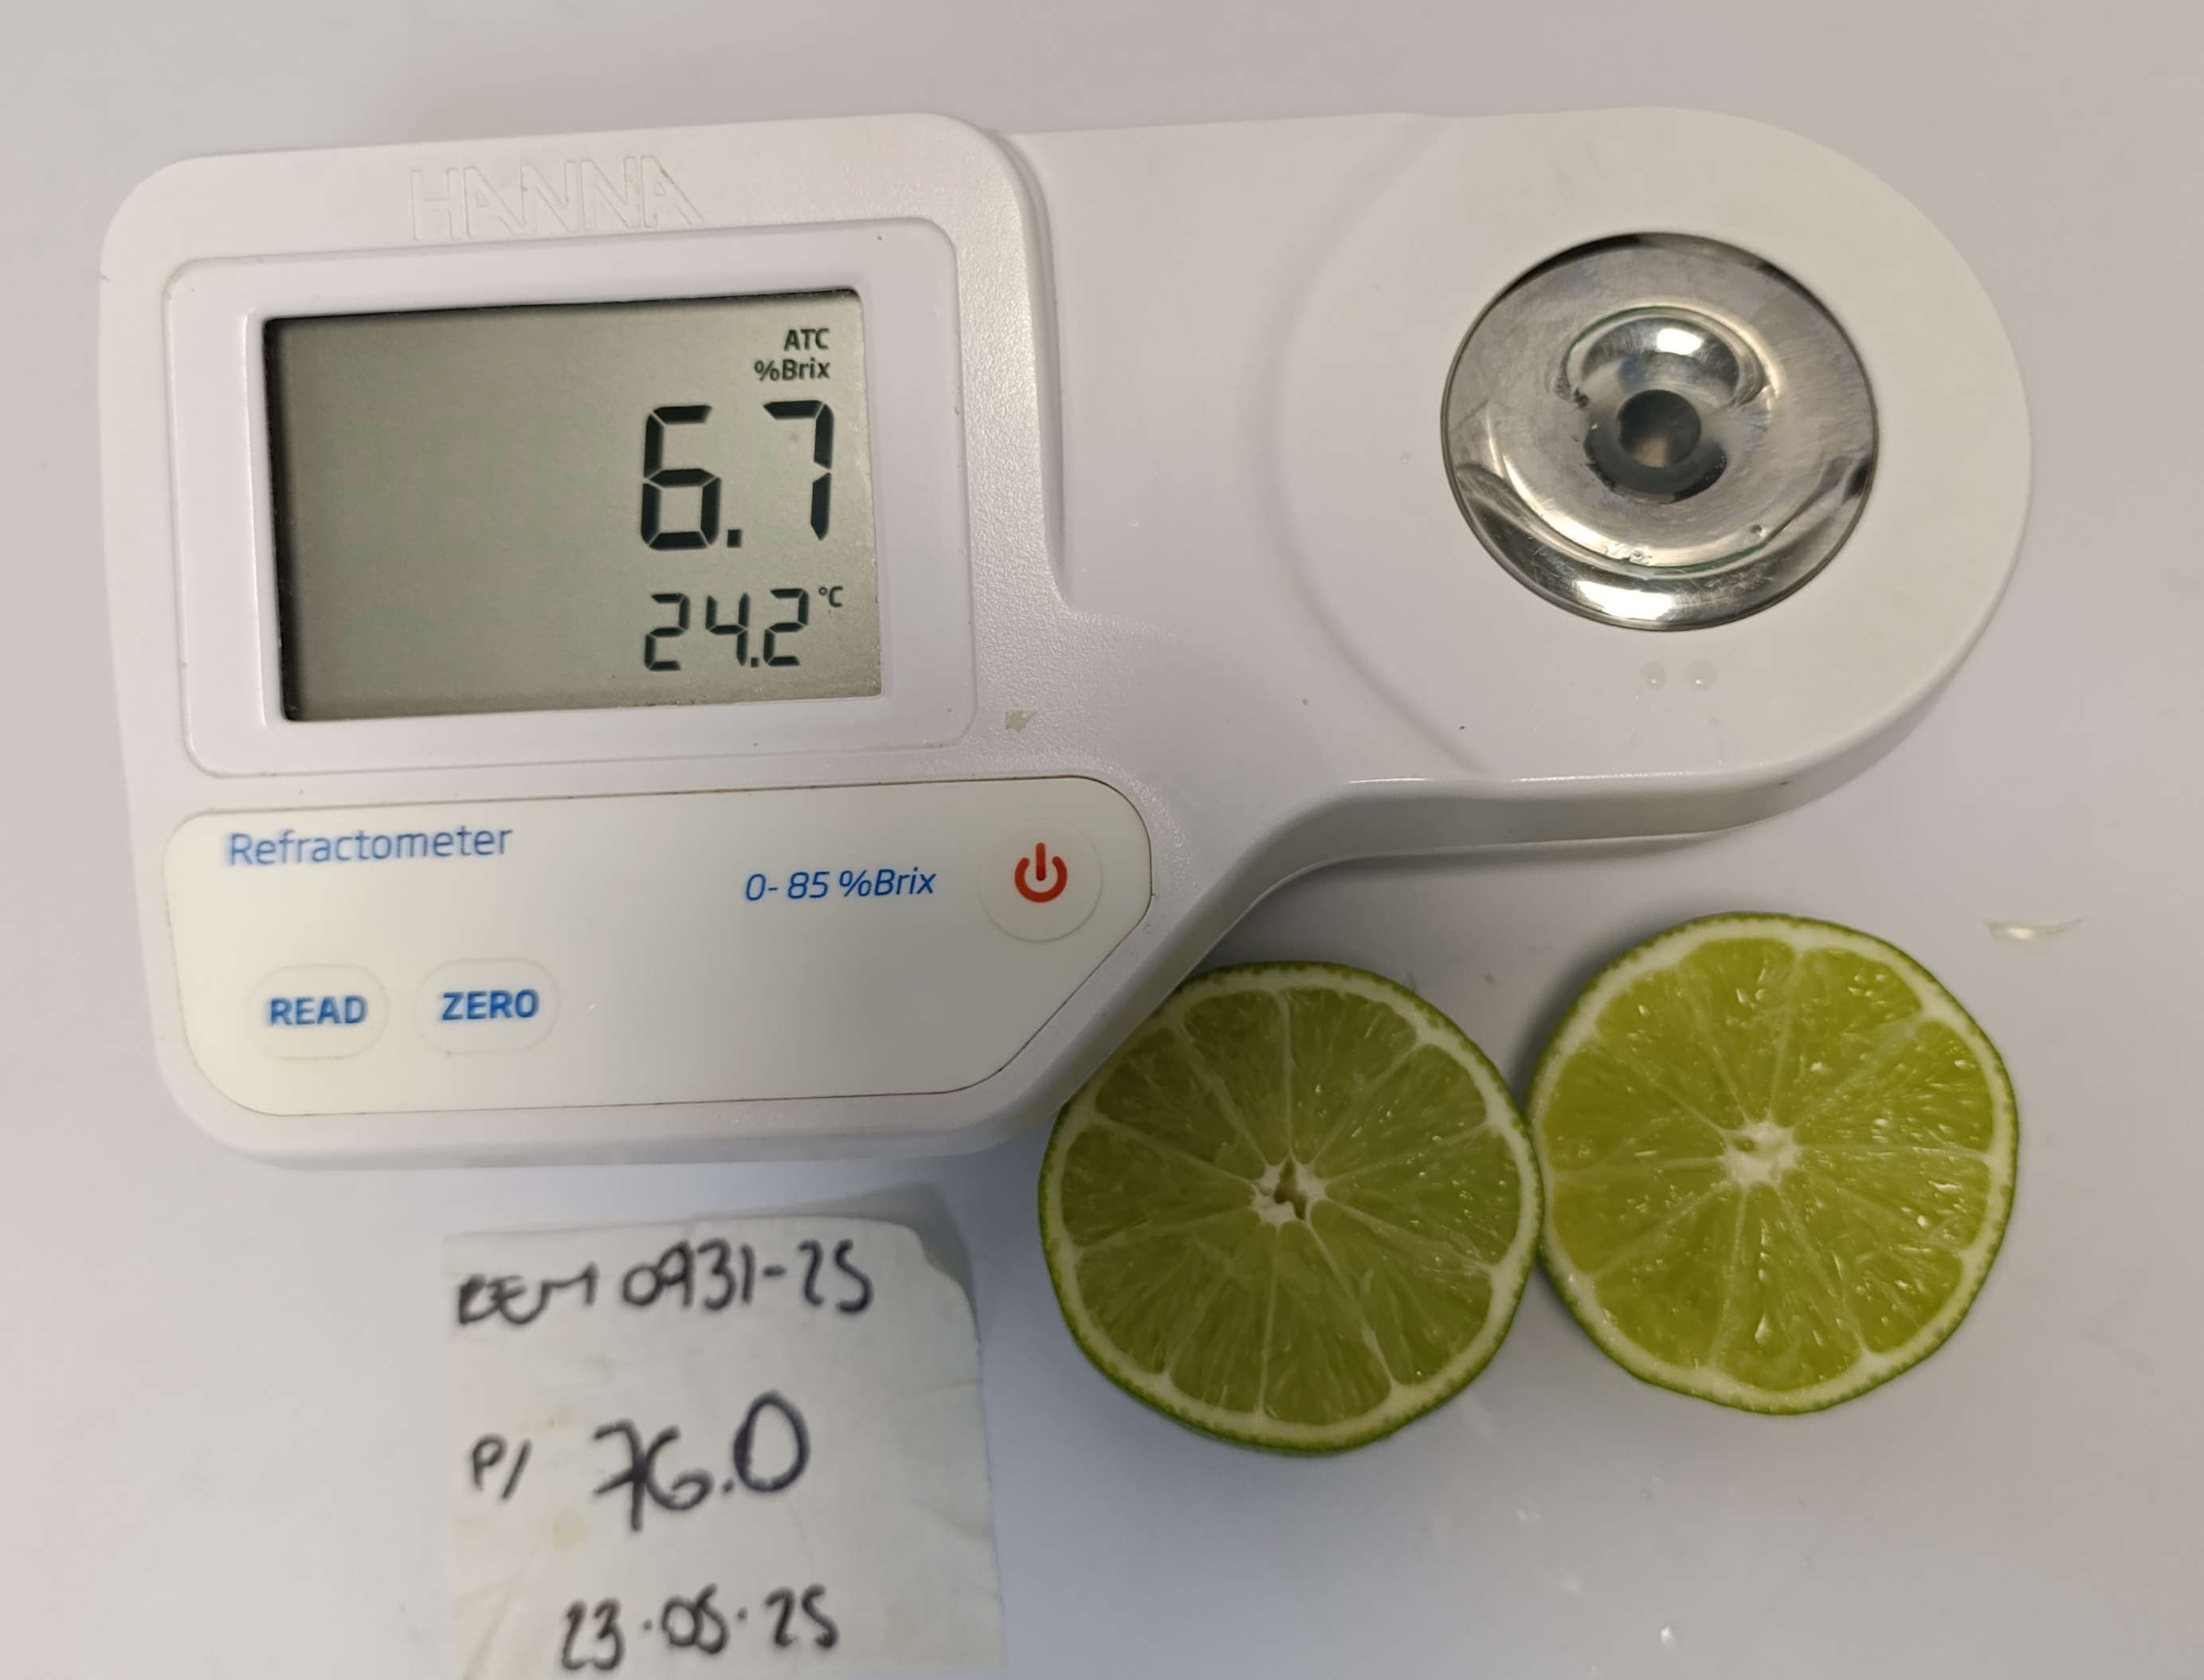 HANNA
ATC
%Brix
6.7
24.2 °C
Refractometer
0- 85 %Brix
READ ZERO
REM 0931-25
P/ 76.0
23.05.25